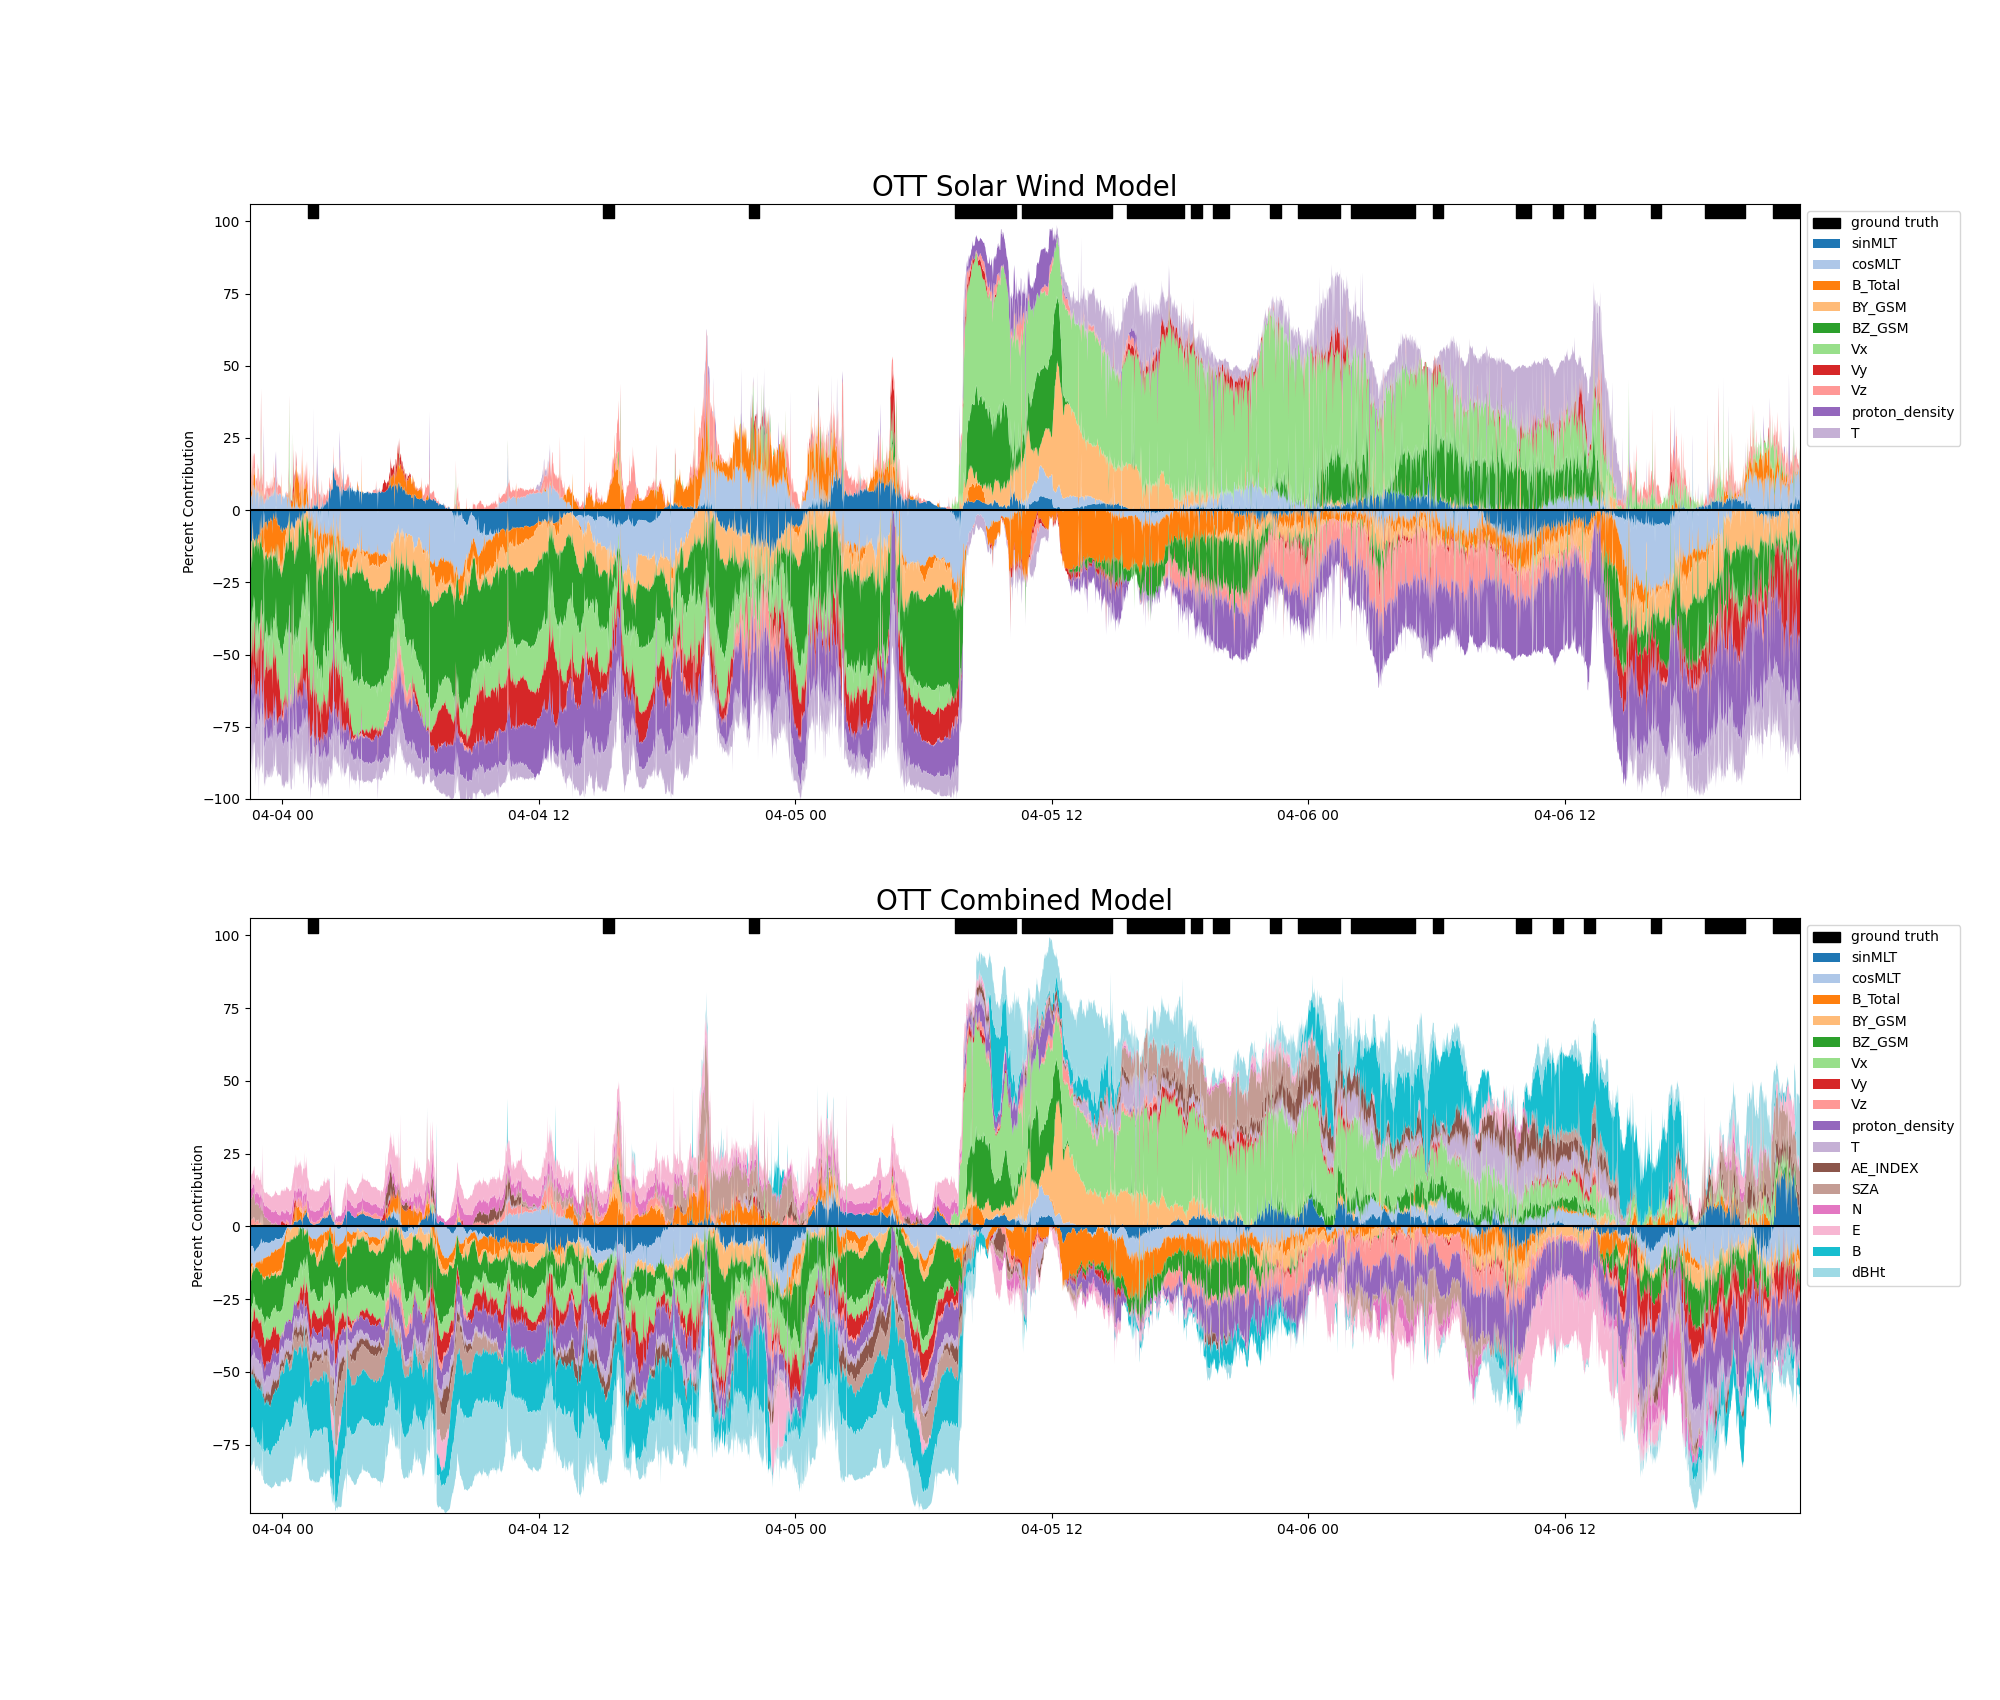 OTT Solar Wind Model
Percent Contribution
100
75
50
25
0
−25
−50
−75
−100
04-04 00
04-04 12
04-05 00
04-05 12
04-06 00
04-06 12
ground truth
sinMLT
cosMLT
B_Total
BY_GSM
BZ_GSM
Vx
Vy
Vz
proton_density
T
OTT Combined Model
Percent Contribution
100
75
50
25
0
−25
−50
−75
04-04 00
04-04 12
04-05 00
04-05 12
04-06 00
04-06 12
ground truth
sinMLT
cosMLT
B_Total
BY_GSM
BZ_GSM
Vx
Vy
Vz
proton_density
T
AE_INDEX
SZA
N
E
B
dBHt